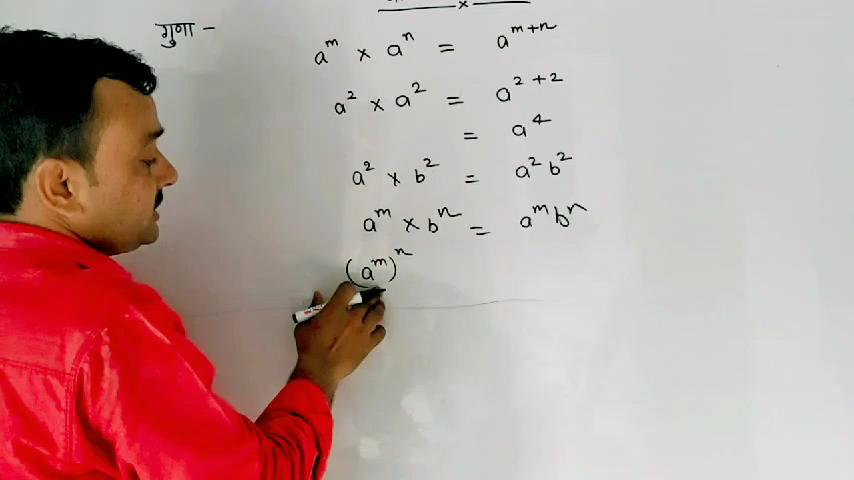 गुणा -
a^m × a^n = a^{m+n}
a^2 × a^2 = a^{2+2}
= a^4
a^2 × b^2 = a^2 b^2
a^m × b^n = a^m b^n
(a^m)^n